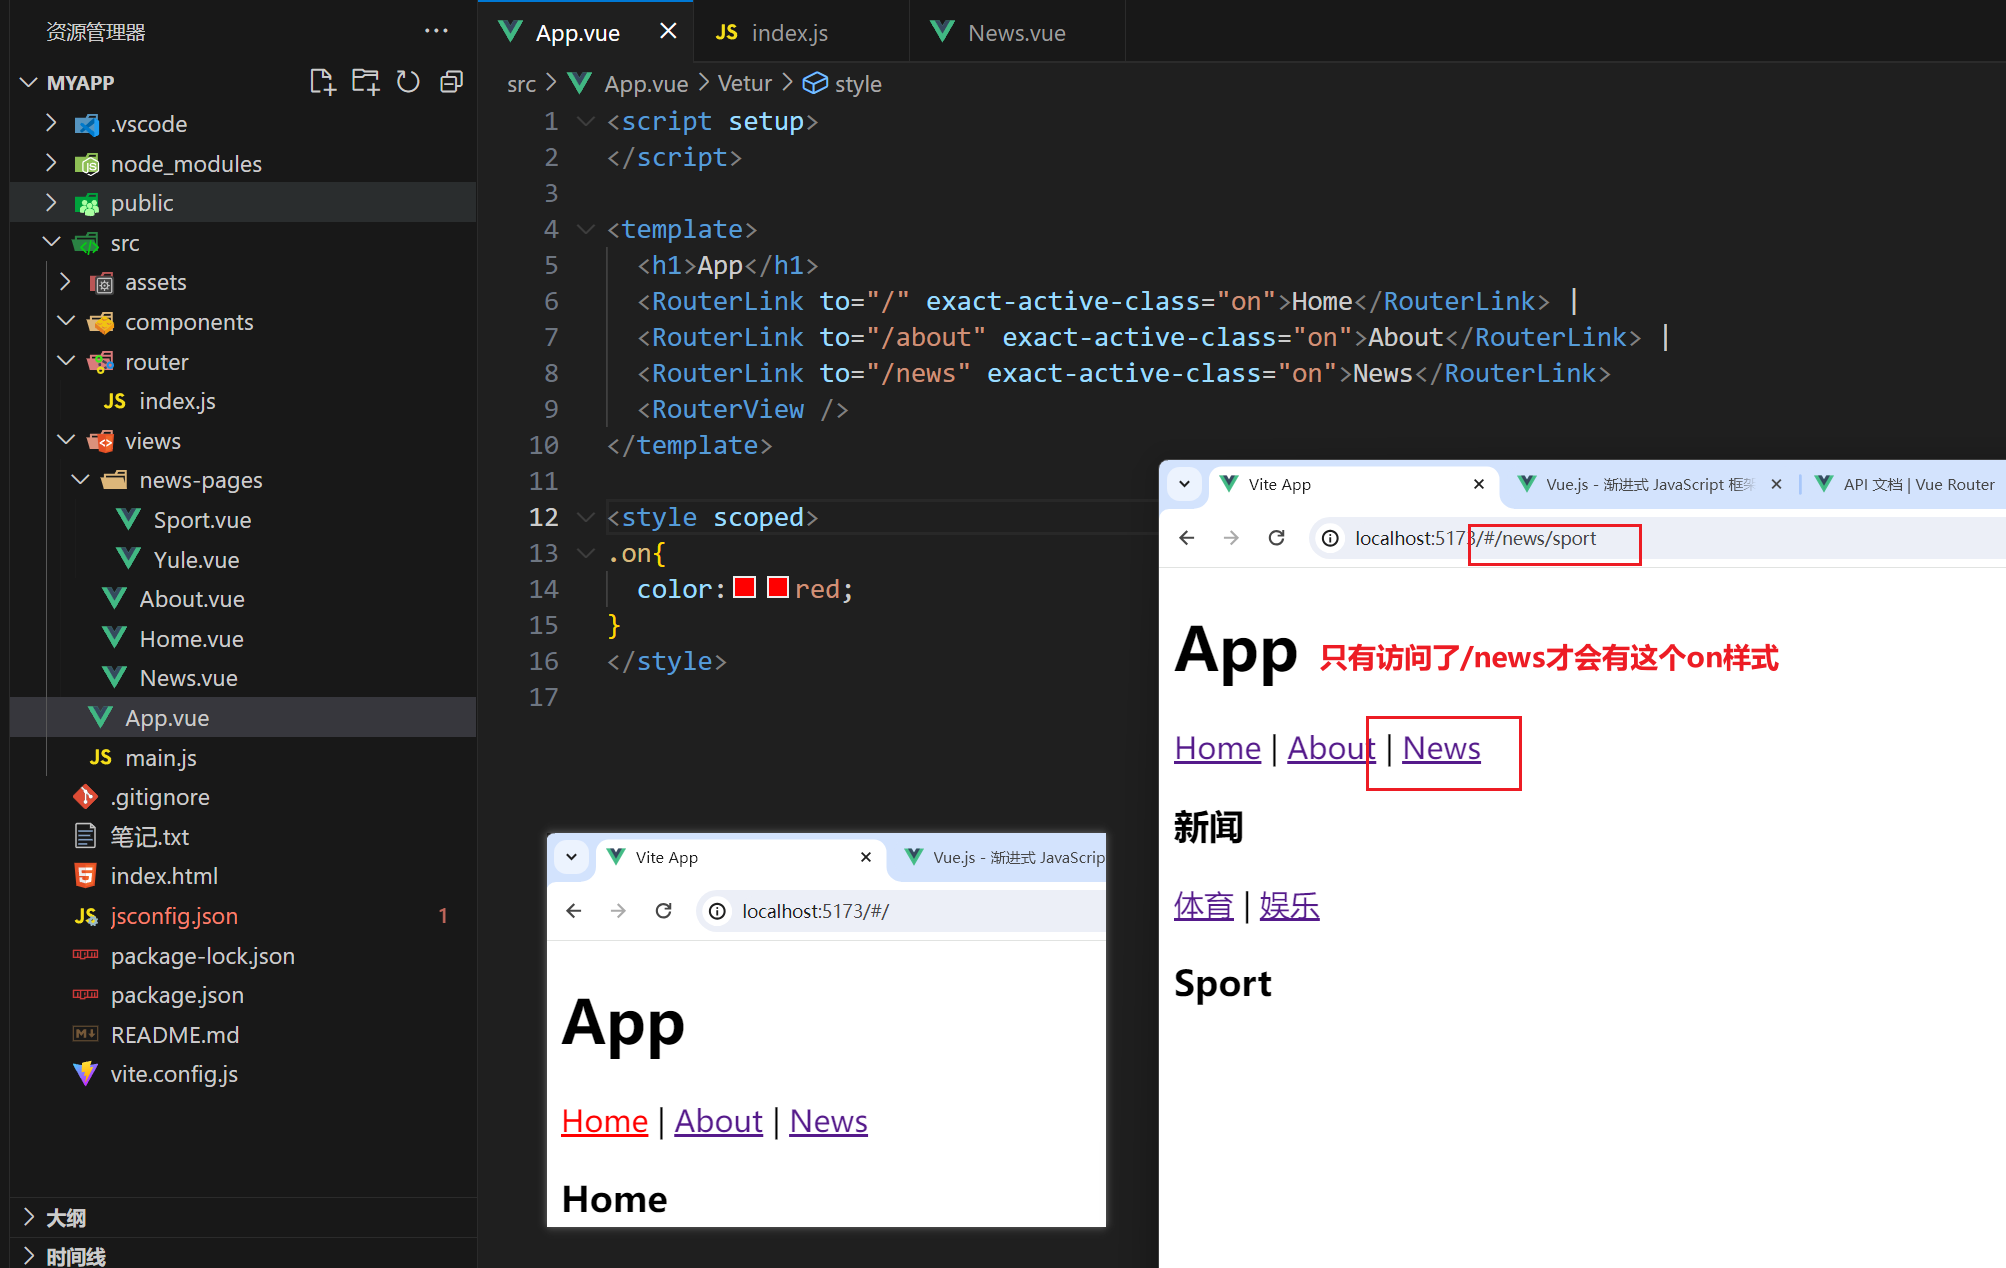 资源管理器
MYAPP
.vscode
node_modules
public
src
assets
components
router
JS index.js
views
news-pages
Sport.vue
Yule.vue
About.vue
Home.vue
News.vue
App.vue
JS main.js
.gitignore
笔记.txt
index.html
JS jsconfig.json 1
package-lock.json
package.json
README.md
vite.config.js
大纲
时间线
App.vue
JS index.js
News.vue
src > App.vue > Vetur > style
1 <script setup>
2 </script>
3
4 <template>
5 <h1>App</h1>
6 <RouterLink to="/" exact-active-class="on">Home</RouterLink> |
7 <RouterLink to="/about" exact-active-class="on">About</RouterLink> |
8 <RouterLink to="/news" exact-active-class="on">News</RouterLink>
9 <RouterView />
10 </template>
11
12 <style scoped>
13 .on{
14 color:red;
15 }
16 </style>
17
Vite App
Vue.js - 渐进式 JavaScrip
localhost:5173/#/
App
Home | About | News
Home
Vite App
Vue.js - 渐进式 JavaScript 框架
API 文档 | Vue Router
localhost:5173/#/news/sport
App
只有访问了/news才会有这个on样式
Home | About | News
新闻
体育 | 娱乐
Sport